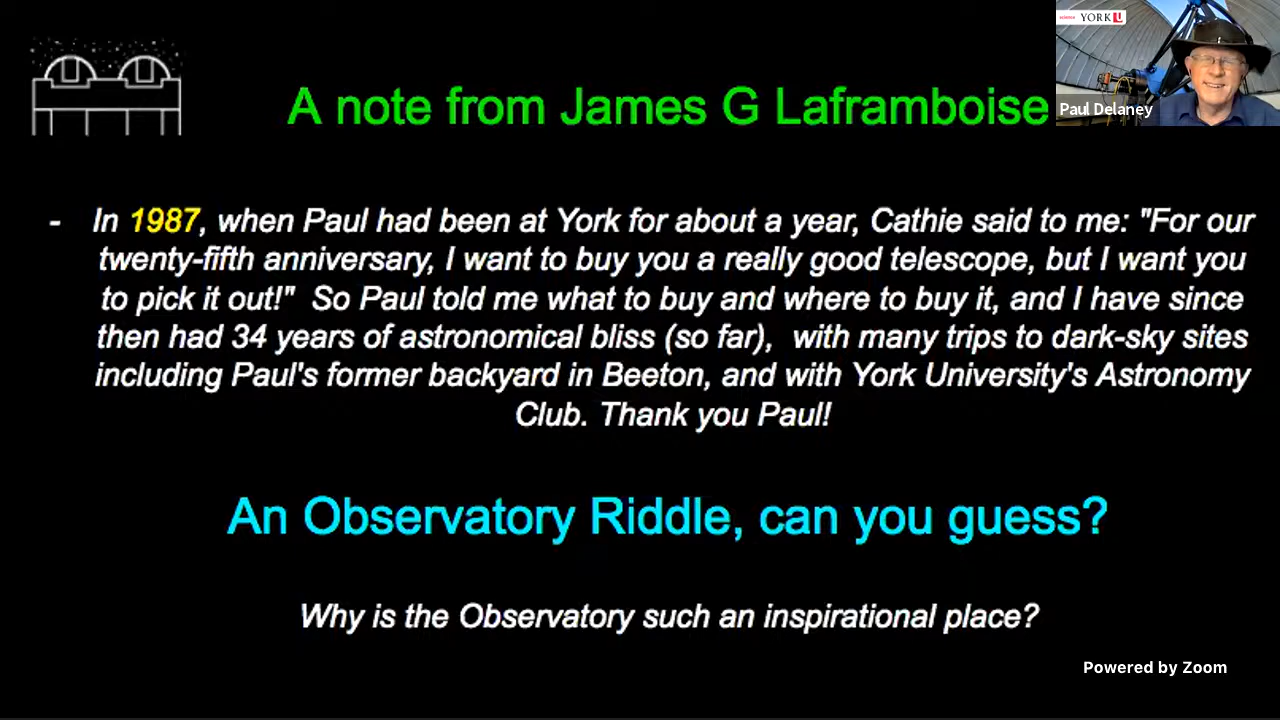 science YORK U
Paul Delaney
A note from James G Laframboise
- In 1987, when Paul had been at York for about a year, Cathie said to me: "For our
twenty-fifth anniversary, I want to buy you a really good telescope, but I want you
to pick it out!" So Paul told me what to buy and where to buy it, and I have since
then had 34 years of astronomical bliss (so far), with many trips to dark-sky sites
including Paul's former backyard in Beeton, and with York University's Astronomy
Club. Thank you Paul!
An Observatory Riddle, can you guess?
Why is the Observatory such an inspirational place?
Powered by Zoom